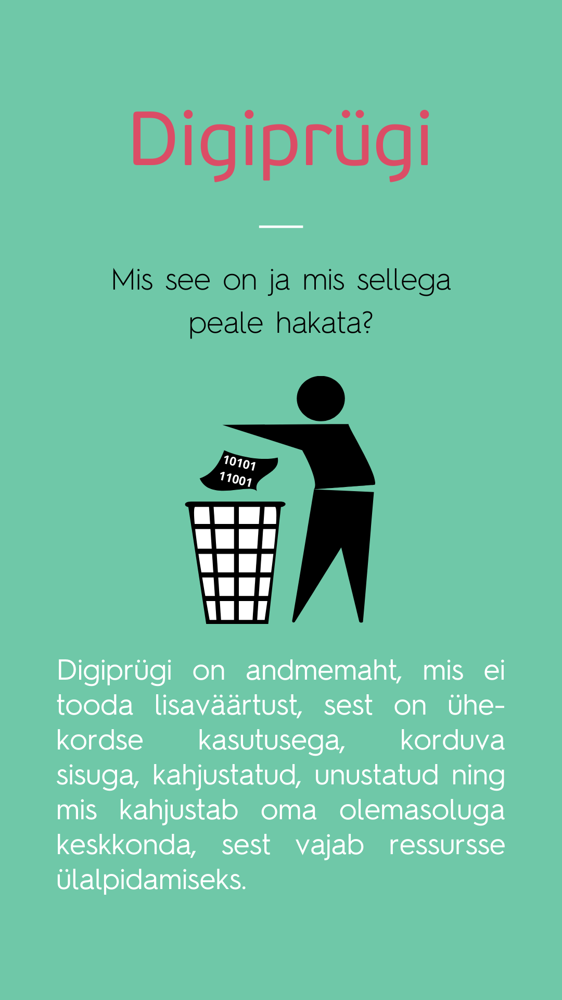 Digiprügi
Mis see on ja mis sellega
peale hakata?
10101
11001
Digiprügi on andmemaht, mis ei
tooda lisaväärtust, sest on ühe-
kordse kasutusega, korduva
sisuga, kahjustatud, unustatud ning
mis kahjustab oma olemasoluga
keskkonda, sest vajab ressursse
ülalpidamiseks.